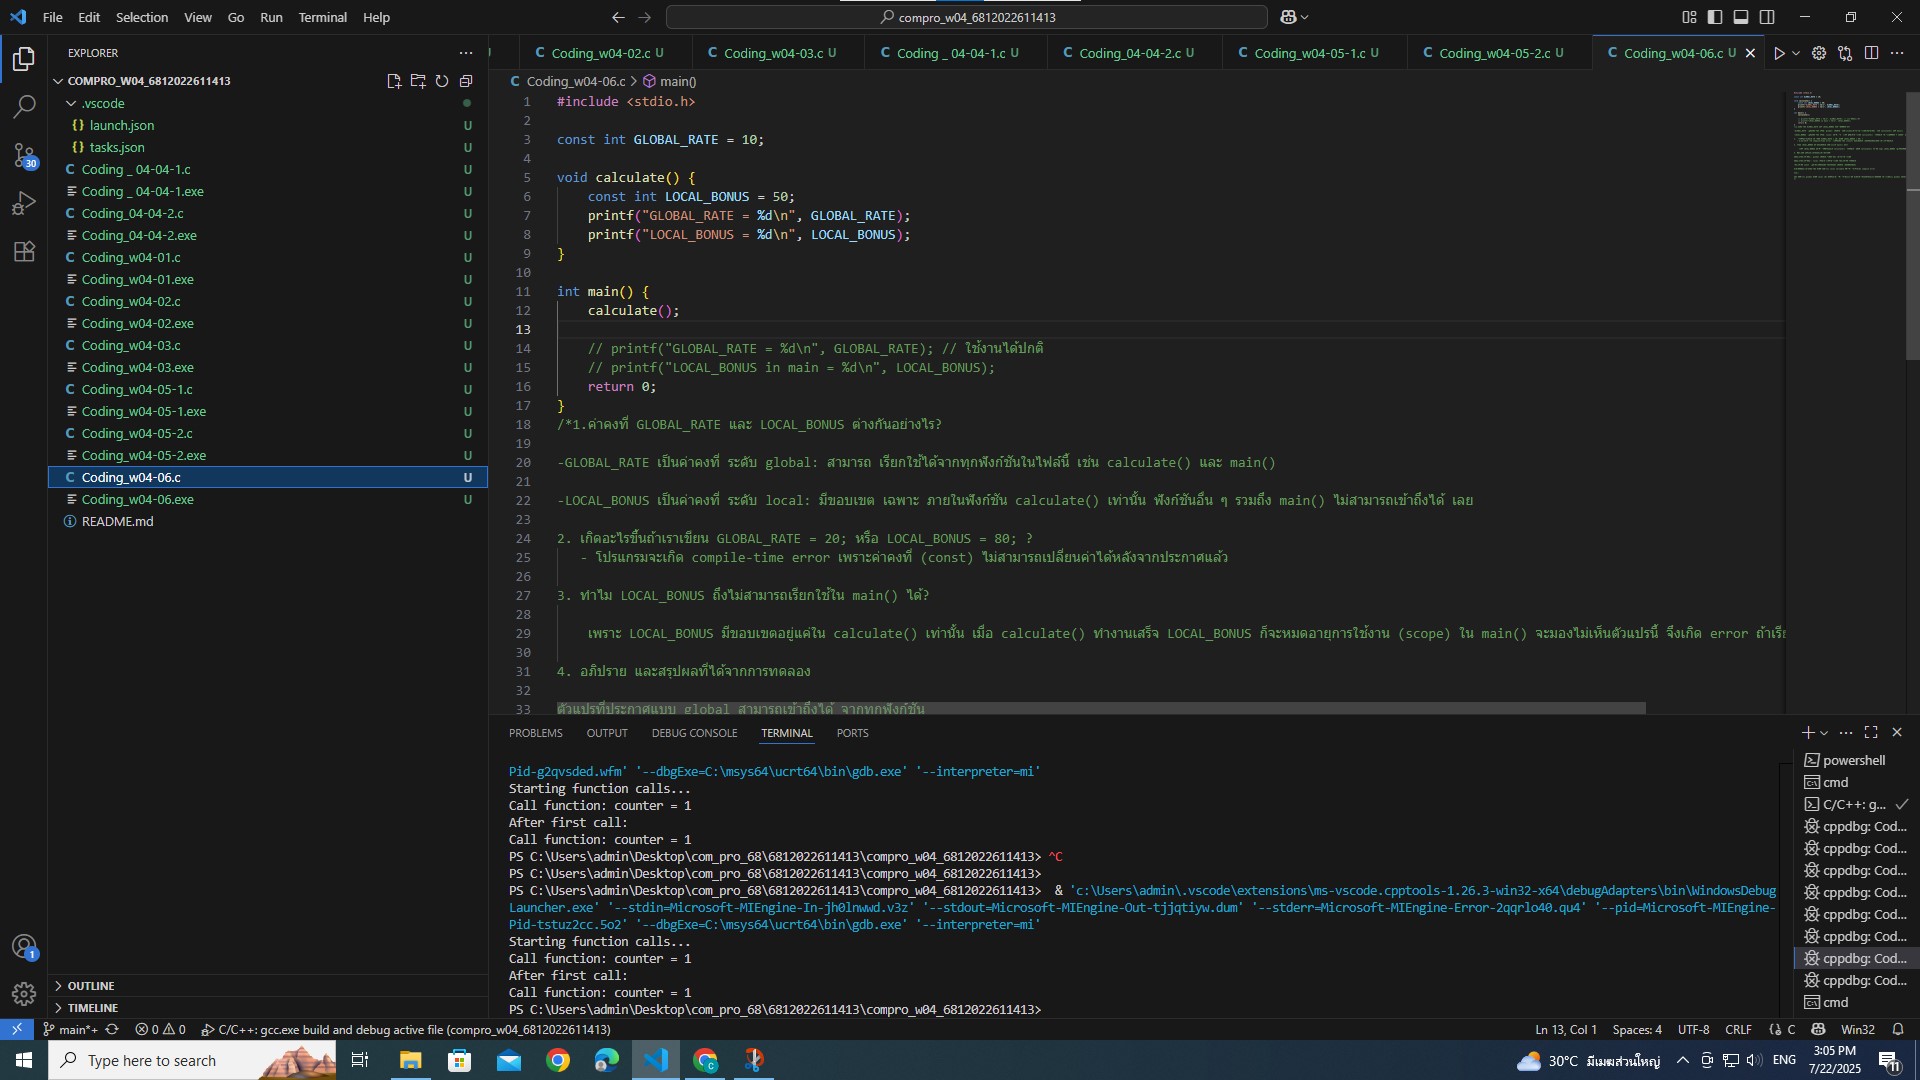 File Edit Selection View Go Run Terminal Help
compro_w04_6812022611413
EXPLORER
COMPRO_W04_6812022611413
.vscode
launch.json U
tasks.json U
Coding _ 04-04-1.c U
Coding _ 04-04-1.exe U
Coding_04-04-2.c U
Coding_04-04-2.exe U
Coding_w04-01.c U
Coding_w04-01.exe U
Coding_w04-02.c U
Coding_w04-02.exe U
Coding_w04-03.c U
Coding_w04-03.exe U
Coding_w04-05-1.c U
Coding_w04-05-1.exe U
Coding_w04-05-2.c U
Coding_w04-05-2.exe U
Coding_w04-06.c U
Coding_w04-06.exe U
README.md
OUTLINE
TIMELINE
30
1
C Coding_w04-02.c U C Coding_w04-03.c U C Coding _ 04-04-1.c U C Coding_04-04-2.c U C Coding_w04-05-1.c U C Coding_w04-05-2.c U C Coding_w04-06.c U
C Coding_w04-06.c > main()
1 #include <stdio.h>
2
3 const int GLOBAL_RATE = 10;
4
5 void calculate() {
6 const int LOCAL_BONUS = 50;
7 printf("GLOBAL_RATE = %d\n", GLOBAL_RATE);
8 printf("LOCAL_BONUS = %d\n", LOCAL_BONUS);
9 }
10
11 int main() {
12 calculate();
13
14 // printf("GLOBAL_RATE = %d\n", GLOBAL_RATE); // ใช้งานได้ปกติ
15 // printf("LOCAL_BONUS in main = %d\n", LOCAL_BONUS);
16 return 0;
17 }
18 /*1.ค่าคงที่ GLOBAL_RATE และ LOCAL_BONUS ต่างกันอย่างไร?
19
20 -GLOBAL_RATE เป็นค่าคงที่ ระดับ global: สามารถ เรียกใช้ได้จากทุกฟังก์ชันในไฟล์นี้ เช่น calculate() และ main()
21
22 -LOCAL_BONUS เป็นค่าคงที่ ระดับ local: มีขอบเขต เฉพาะ ภายในฟังก์ชัน calculate() เท่านั้น ฟังก์ชันอื่น ๆ รวมถึง main() ไม่สามารถเข้าถึงได้ เลย
23
24 2. เกิดอะไรขึ้นถ้าเราเขียน GLOBAL_RATE = 20; หรือ LOCAL_BONUS = 80; ?
25 - โปรแกรมจะเกิด compile-time error เพราะค่าคงที่ (const) ไม่สามารถเปลี่ยนค่าได้หลังจากประกาศแล้ว
26
27 3. ทำไม LOCAL_BONUS ถึงไม่สามารถเรียกใช้ใน main() ได้?
28
29 เพราะ LOCAL_BONUS มีขอบเขตอยู่แค่ใน calculate() เท่านั้น เมื่อ calculate() ทำงานเสร็จ LOCAL_BONUS ก็จะหมดอายุการใช้งาน (scope) ใน main() จะมองไม่เห็นตัวแปรนี้ จึงเกิด error ถ้าเรี
30
31 4. อภิปราย และสรุปผลที่ได้จากการทดลอง
32
33 ตัวแปรที่ประกาศแบบ global สามารถเข้าถึงได้ จากทุกฟังก์ชัน
PROBLEMS OUTPUT DEBUG CONSOLE TERMINAL PORTS
Pid-g2qvsded.wfm' '--dbgExe=C:\msys64\ucrt64\bin\gdb.exe' '--interpreter=mi'
Starting function calls...
Call function: counter = 1
After first call:
Call function: counter = 1
PS C:\Users\admin\Desktop\com_pro_68\6812022611413\compro_w04_6812022611413> ^C
PS C:\Users\admin\Desktop\com_pro_68\6812022611413\compro_w04_6812022611413>
PS C:\Users\admin\Desktop\com_pro_68\6812022611413\compro_w04_6812022611413> & 'c:\Users\admin\.vscode\extensions\ms-vscode.cpptools-1.26.3-win32-x64\debugAdapters\bin\WindowsDebug
Launcher.exe' '--stdin=Microsoft-MIEngine-In-jh0lnwwd.v3z' '--stdout=Microsoft-MIEngine-Out-tjjqtiyw.dum' '--stderr=Microsoft-MIEngine-Error-2qqrlo40.qu4' '--pid=Microsoft-MIEngine-
Pid-tstuz2cc.5o2' '--dbgExe=C:\msys64\ucrt64\bin\gdb.exe' '--interpreter=mi'
Starting function calls...
Call function: counter = 1
After first call:
Call function: counter = 1
PS C:\Users\admin\Desktop\com_pro_68\6812022611413\compro_w04_6812022611413>
powershell
cmd
C/C++: g...
cppdbg: Cod...
cppdbg: Cod...
cppdbg: Cod...
cppdbg: Cod...
cppdbg: Cod...
cppdbg: Cod...
cppdbg: Cod...
cppdbg: Cod...
cmd
main*+ 0 0 C/C++: gcc.exe build and debug active file (compro_w04_6812022611413)
Ln 13, Col 1 Spaces: 4 UTF-8 CRLF {} C Win32
Type here to search
30°C มีเมฆส่วนใหญ่ ENG 3:05 PM
7/22/2025
11